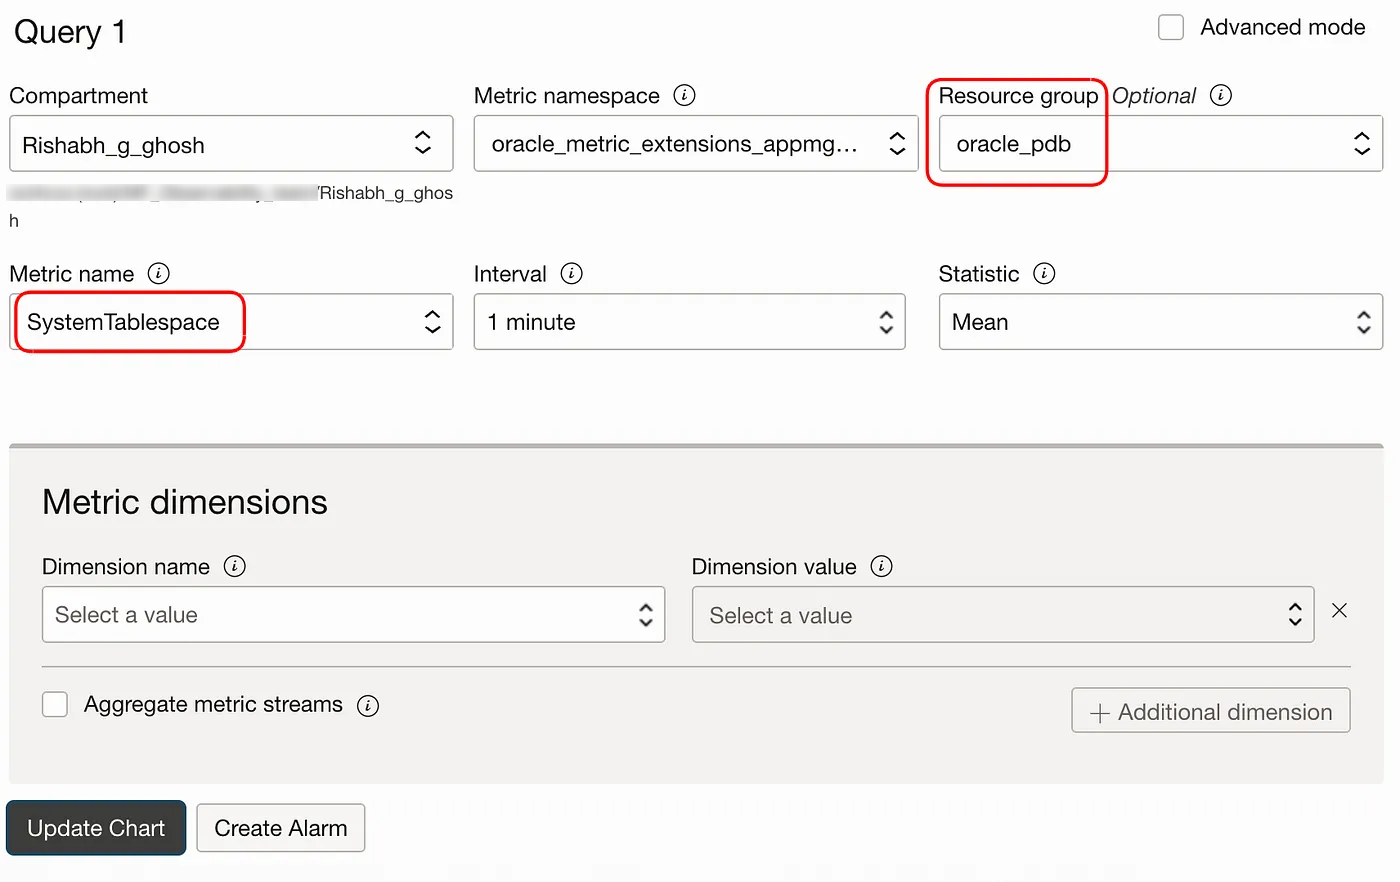 Query 1
Advanced mode
Compartment
Metric namespace
Resource group Optional
Rishabh_g_ghosh
oracle_metric_extensions_appmg...
oracle_pdb
/Rishabh_g_ghos
h
Metric name
Interval
Statistic
SystemTablespace
1 minute
Mean
Metric dimensions
Dimension name
Dimension value
Select a value
Select a value
Aggregate metric streams
+ Additional dimension
Update Chart
Create Alarm